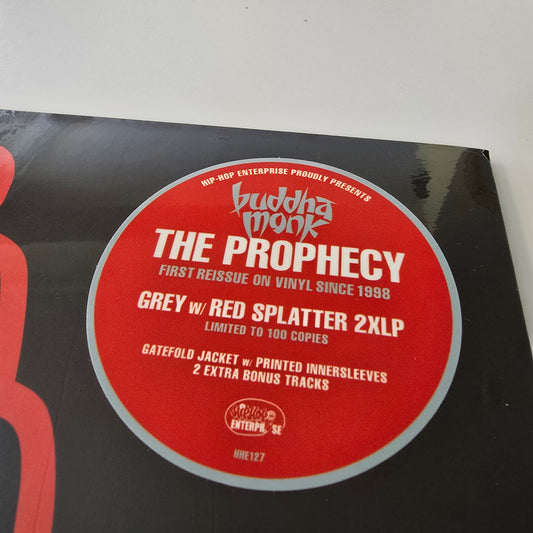 HIP-HOP ENTERPRISE PROUDLY PRESENTS
buddha
monk
THE PROPHECY
FIRST REISSUE ON VINYL SINCE 1998
GREY w/ RED SPLATTER 2XLP
LIMITED TO 100 COPIES
GATEFOLD JACKET w/ PRINTED INNERSLEEVES
2 EXTRA BONUS TRACKS
ENTERPRISE
HHE127